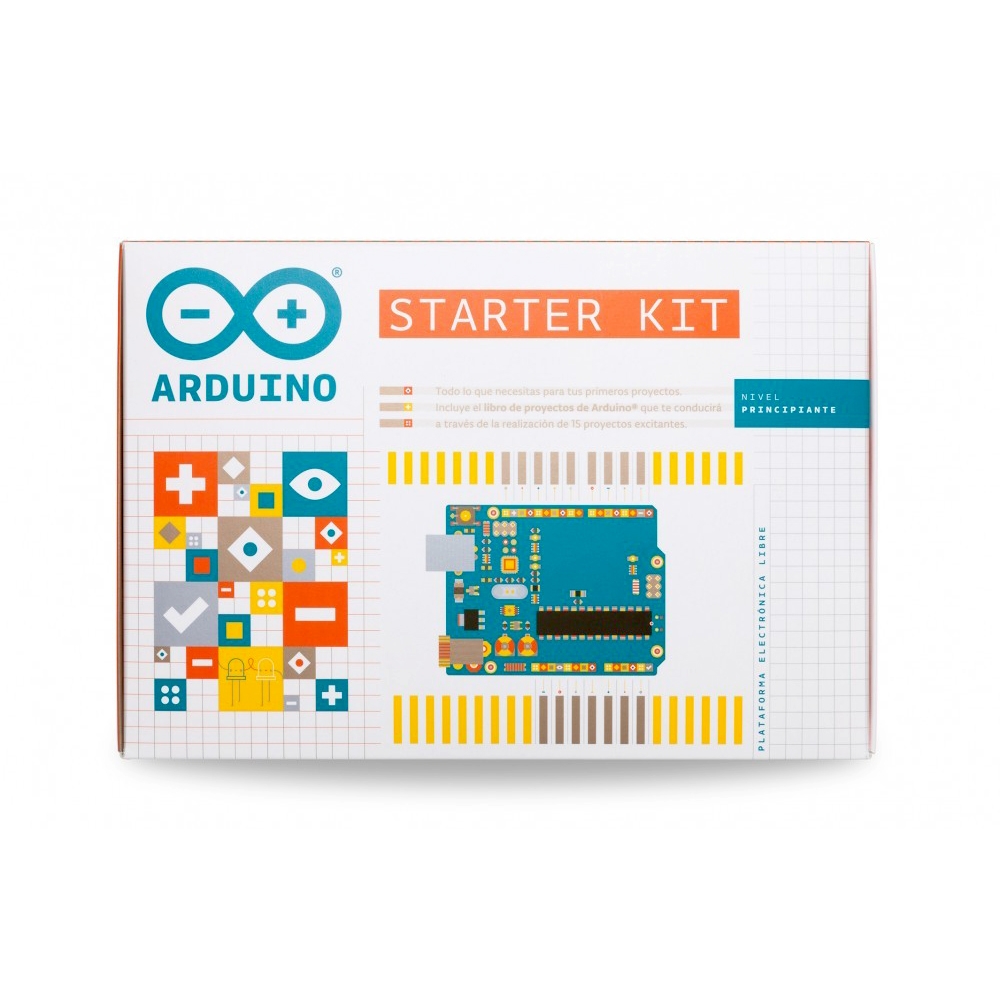 ®
ARDUINO
STARTER KIT
Todo lo que necesitas para tus primeros proyectos.
Incluye el libro de proyectos de Arduino® que te conducirá
a través de la realización de 15 proyectos excitantes.
NIVEL
PRINCIPIANTE
PLATAFORMA ELECTRÓNICA LIBRE